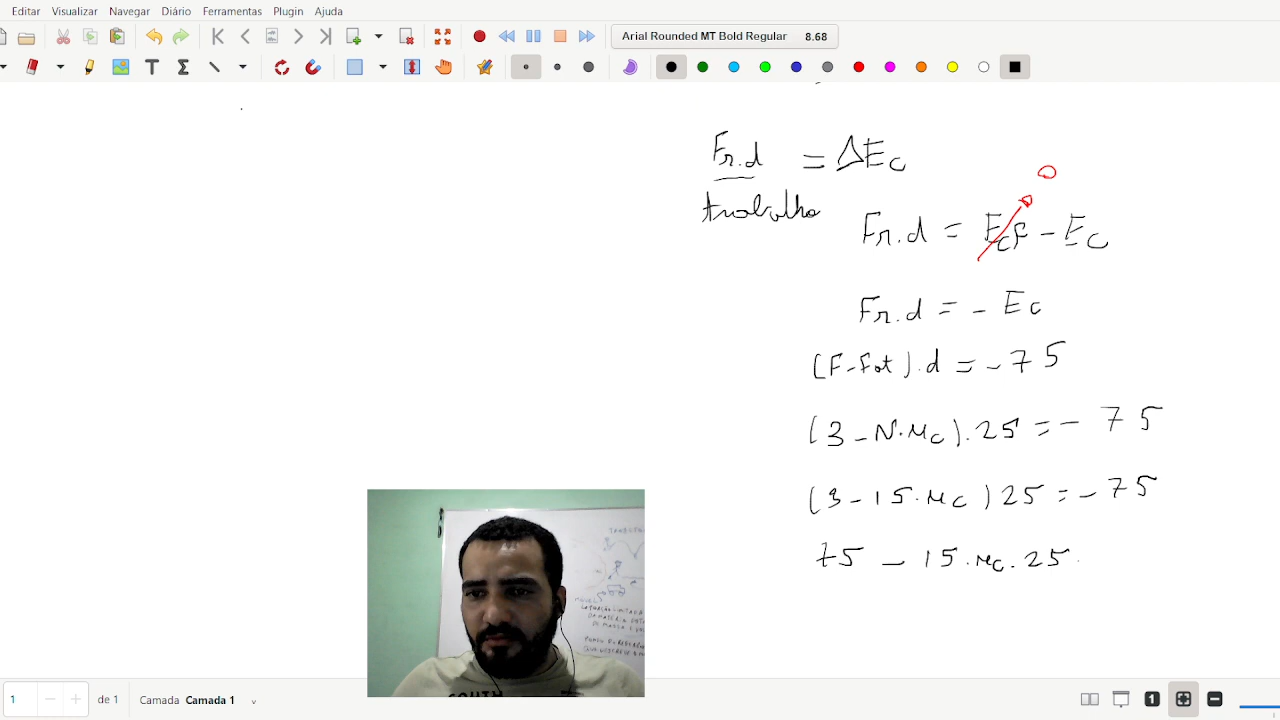 Editar Visualizar Navegar Diário Ferramentas Plugin Ajuda
Arial Rounded MT Bold Regular 8.68
Fr.d = ΔEc
trabalho
0
Fr.d = Ecf - Ec
Fr.d = - Ec
(F-Fat).d = -75
(3-N.μc).25 = -75
(3-15.μc)25 = -75
75 - 15.μc.25
1 de 1 Camada Camada 1
1